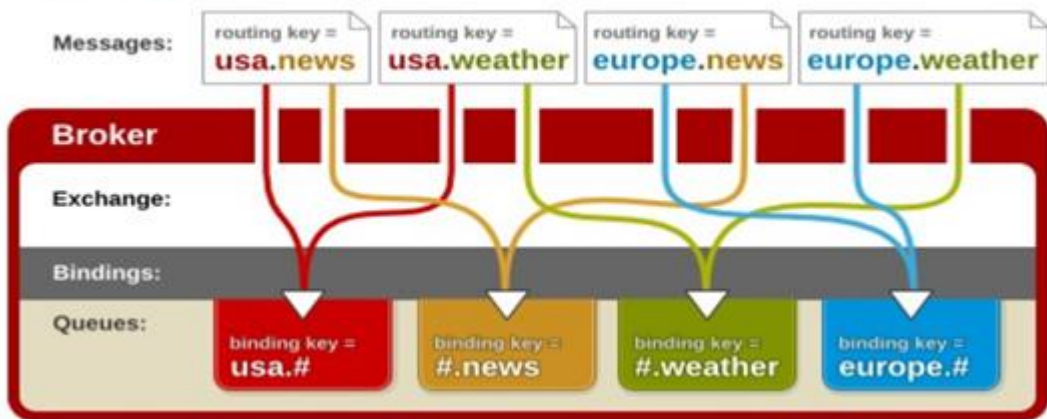 Messages:
routing key =
usa.news
routing key =
usa.weather
routing key =
europe.news
routing key =
europe.weather
Broker
Exchange:
Bindings:
Queues:
binding key =
usa.#
binding key =
#.news
binding key =
#.weather
binding key =
europe.#